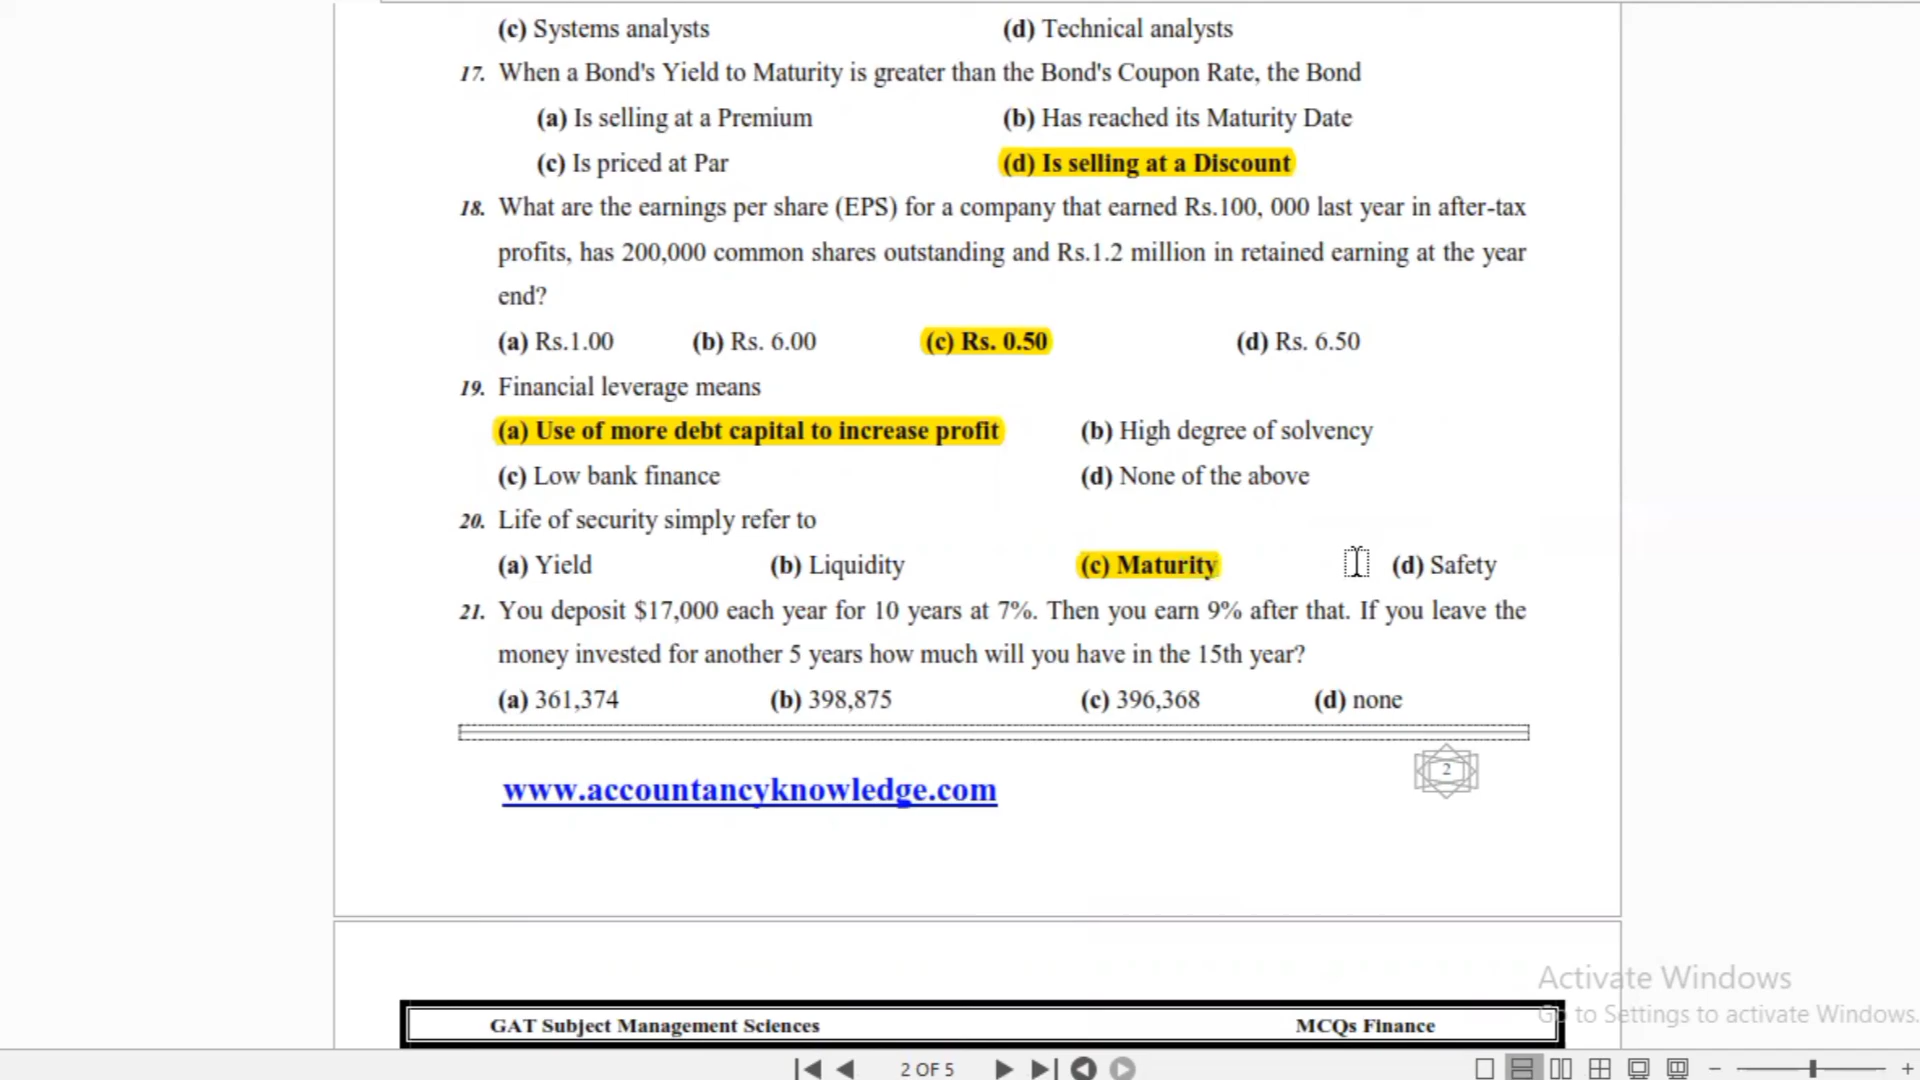 (c) Systems analysts (d) Technical analysts
17. When a Bond's Yield to Maturity is greater than the Bond's Coupon Rate, the Bond
(a) Is selling at a Premium (b) Has reached its Maturity Date
(c) Is priced at Par (d) Is selling at a Discount
18. What are the earnings per share (EPS) for a company that earned Rs.100, 000 last year in after-tax
profits, has 200,000 common shares outstanding and Rs.1.2 million in retained earning at the year
end?
(a) Rs.1.00 (b) Rs. 6.00 (c) Rs. 0.50 (d) Rs. 6.50
19. Financial leverage means
(a) Use of more debt capital to increase profit (b) High degree of solvency
(c) Low bank finance (d) None of the above
20. Life of security simply refer to
(a) Yield (b) Liquidity (c) Maturity (d) Safety
21. You deposit $17,000 each year for 10 years at 7%. Then you earn 9% after that. If you leave the
money invested for another 5 years how much will you have in the 15th year?
(a) 361,374 (b) 398,875 (c) 396,368 (d) none
2
www.accountancyknowledge.com
Activate Windows
Go to Settings to activate Windows.
GAT Subject Management Sciences MCQs Finance
2 OF 5